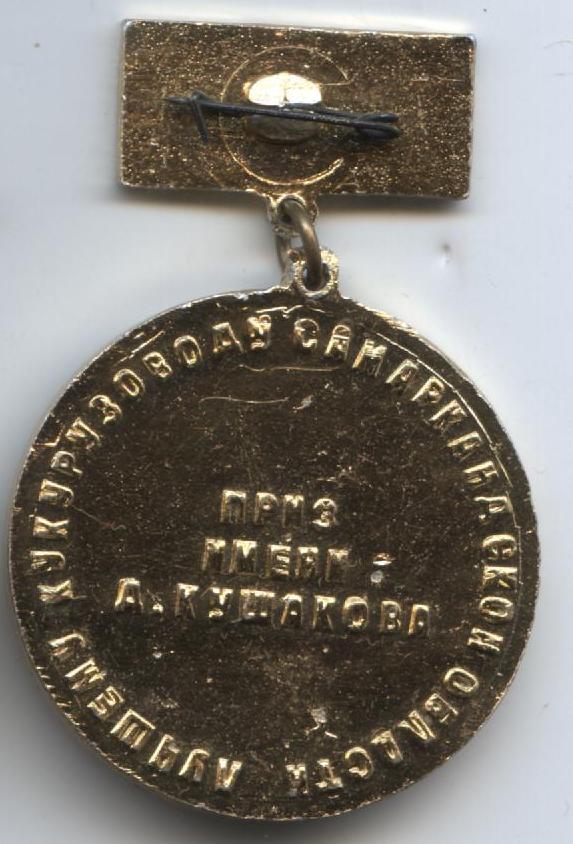 ЛУЧШЕМУ КУКУРУЗОВОДУ САМАРКАНДСКОЙ ОБЛАСТИ
ПРИЗ
ИМЕНИ
А. КУШАКОВА